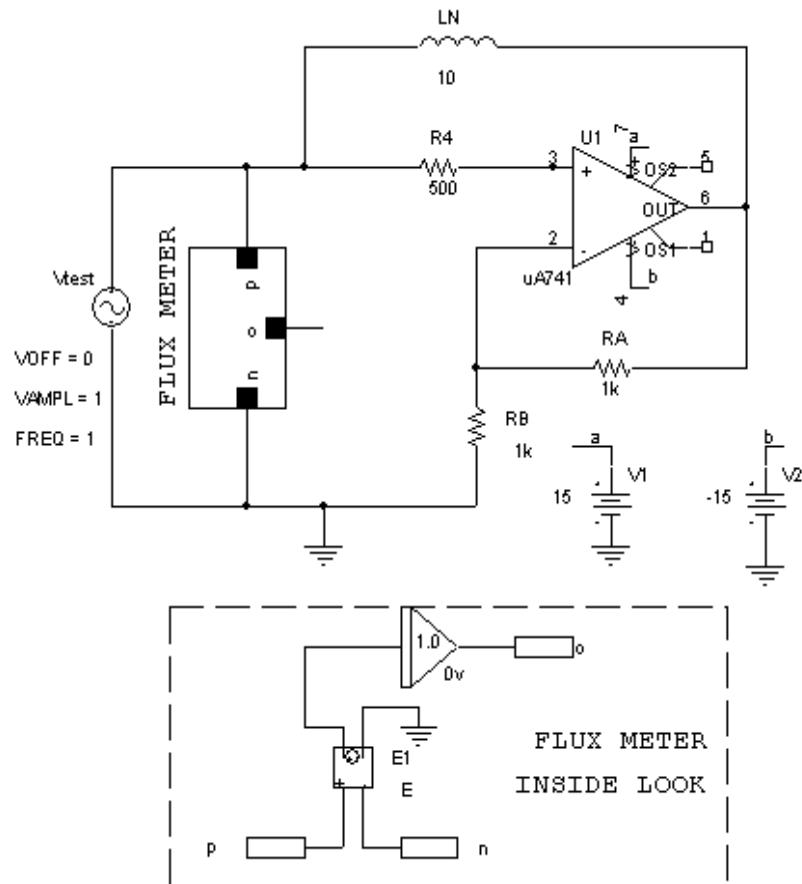 LN
10
R4
500
3
+
2
-
U1
uA741
7
a
+
OS2
5
OUT
6
OS1
1
4
b
Vtest
VOFF = 0
VAMPL = 1
FREQ = 1
FLUX METER
p
o
n
RA
1k
RB
1k
a
V1
15
b
V2
-15
1.0
0v
o
E1
E
+
-
FLUX METER
INSIDE LOOK
p
n